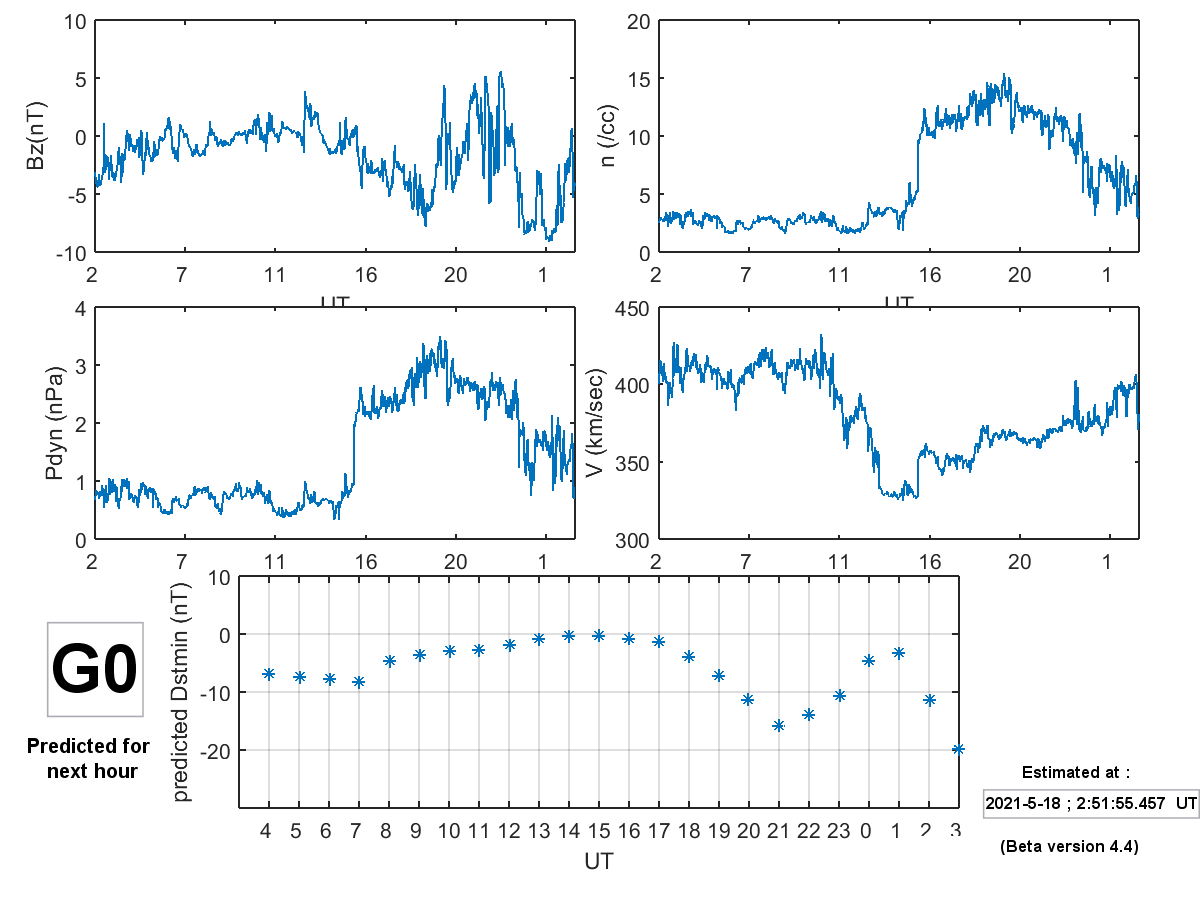 10
5
0
-5
-10
Bz(nT)
2 7 11 16 20 1
UT
20
15
10
5
0
n (/cc)
2 7 11 16 20 1
UT
4
3
2
1
0
Pdyn (nPa)
2 7 11 16 20 1
450
400
350
300
V (km/sec)
2 7 11 16 20 1
10
0
-10
-20
predicted Dstmin (nT)
4 5 6 7 8 9 10 11 12 13 14 15 16 17 18 19 20 21 22 23 0 1 2 3
UT
G0
Predicted for
next hour
Estimated at :
2021-5-18 ; 2:51:55.457 UT
(Beta version 4.4)